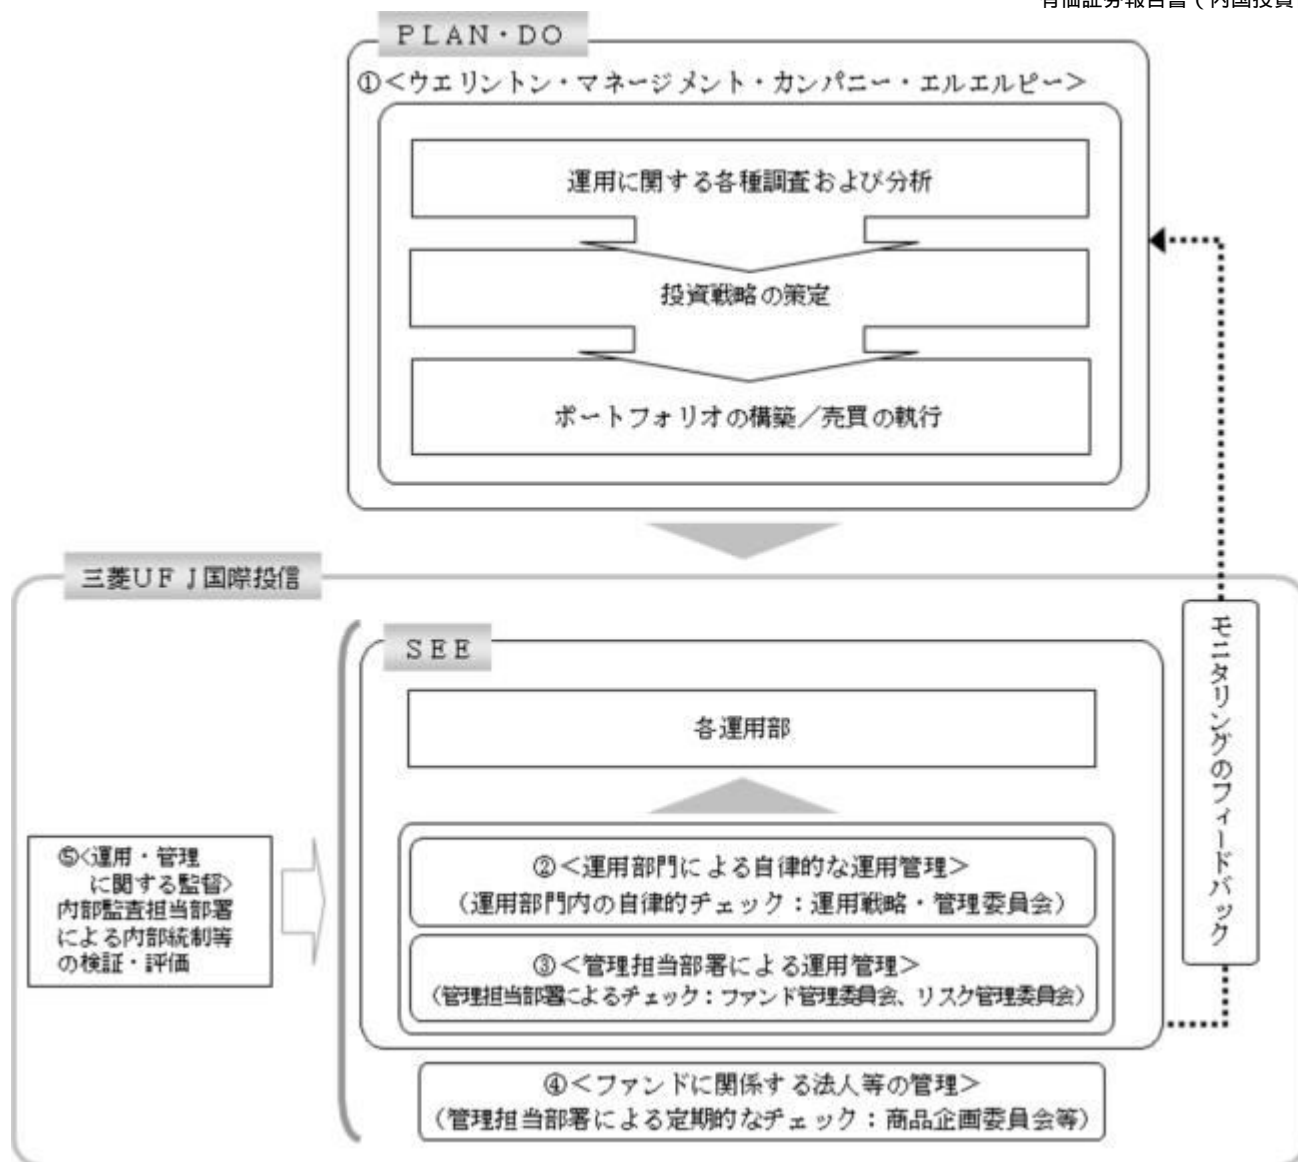 有価証券報告書（内国投資
ＰＬＡＮ・ＤＯ
①＜ウエリントン・マネージメント・カンパニー・エルエルピー＞
運用に関する各種調査および分析
投資戦略の策定
ポートフォリオの構築／売買の執行
三菱ＵＦＪ国際投信
ＳＥＥ
各運用部
②＜運用部門による自律的な運用管理＞
（運用部門内の自律的チェック：運用戦略・管理委員会）
③＜管理担当部署による運用管理＞
（管理担当部署によるチェック：ファンド管理委員会、リスク管理委員会）
④＜ファンドに関係する法人等の管理＞
（管理担当部署による定期的なチェック：商品企画委員会等）
⑤<運用・管理
に関する監督>
内部監査担当部署
による内部統制等
の検証・評価
モニタリングのフィードバック